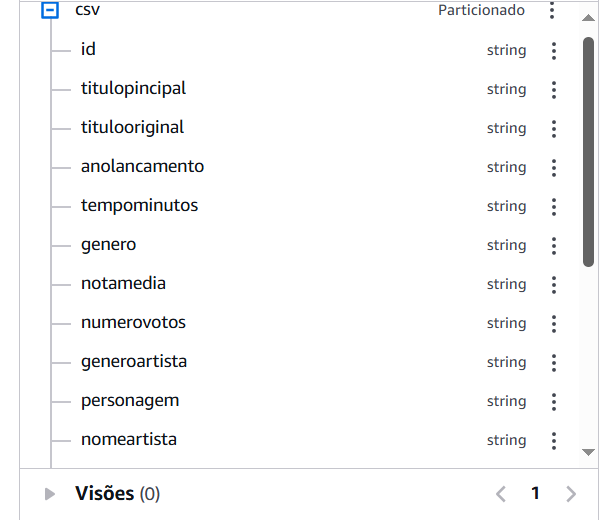 csv Particionado
id string
titulopincipal string
titulooriginal string
anolancamento string
tempominutos string
genero string
notamedia string
numerovotos string
generoartista string
personagem string
nomeartista string
Visões (0) 1